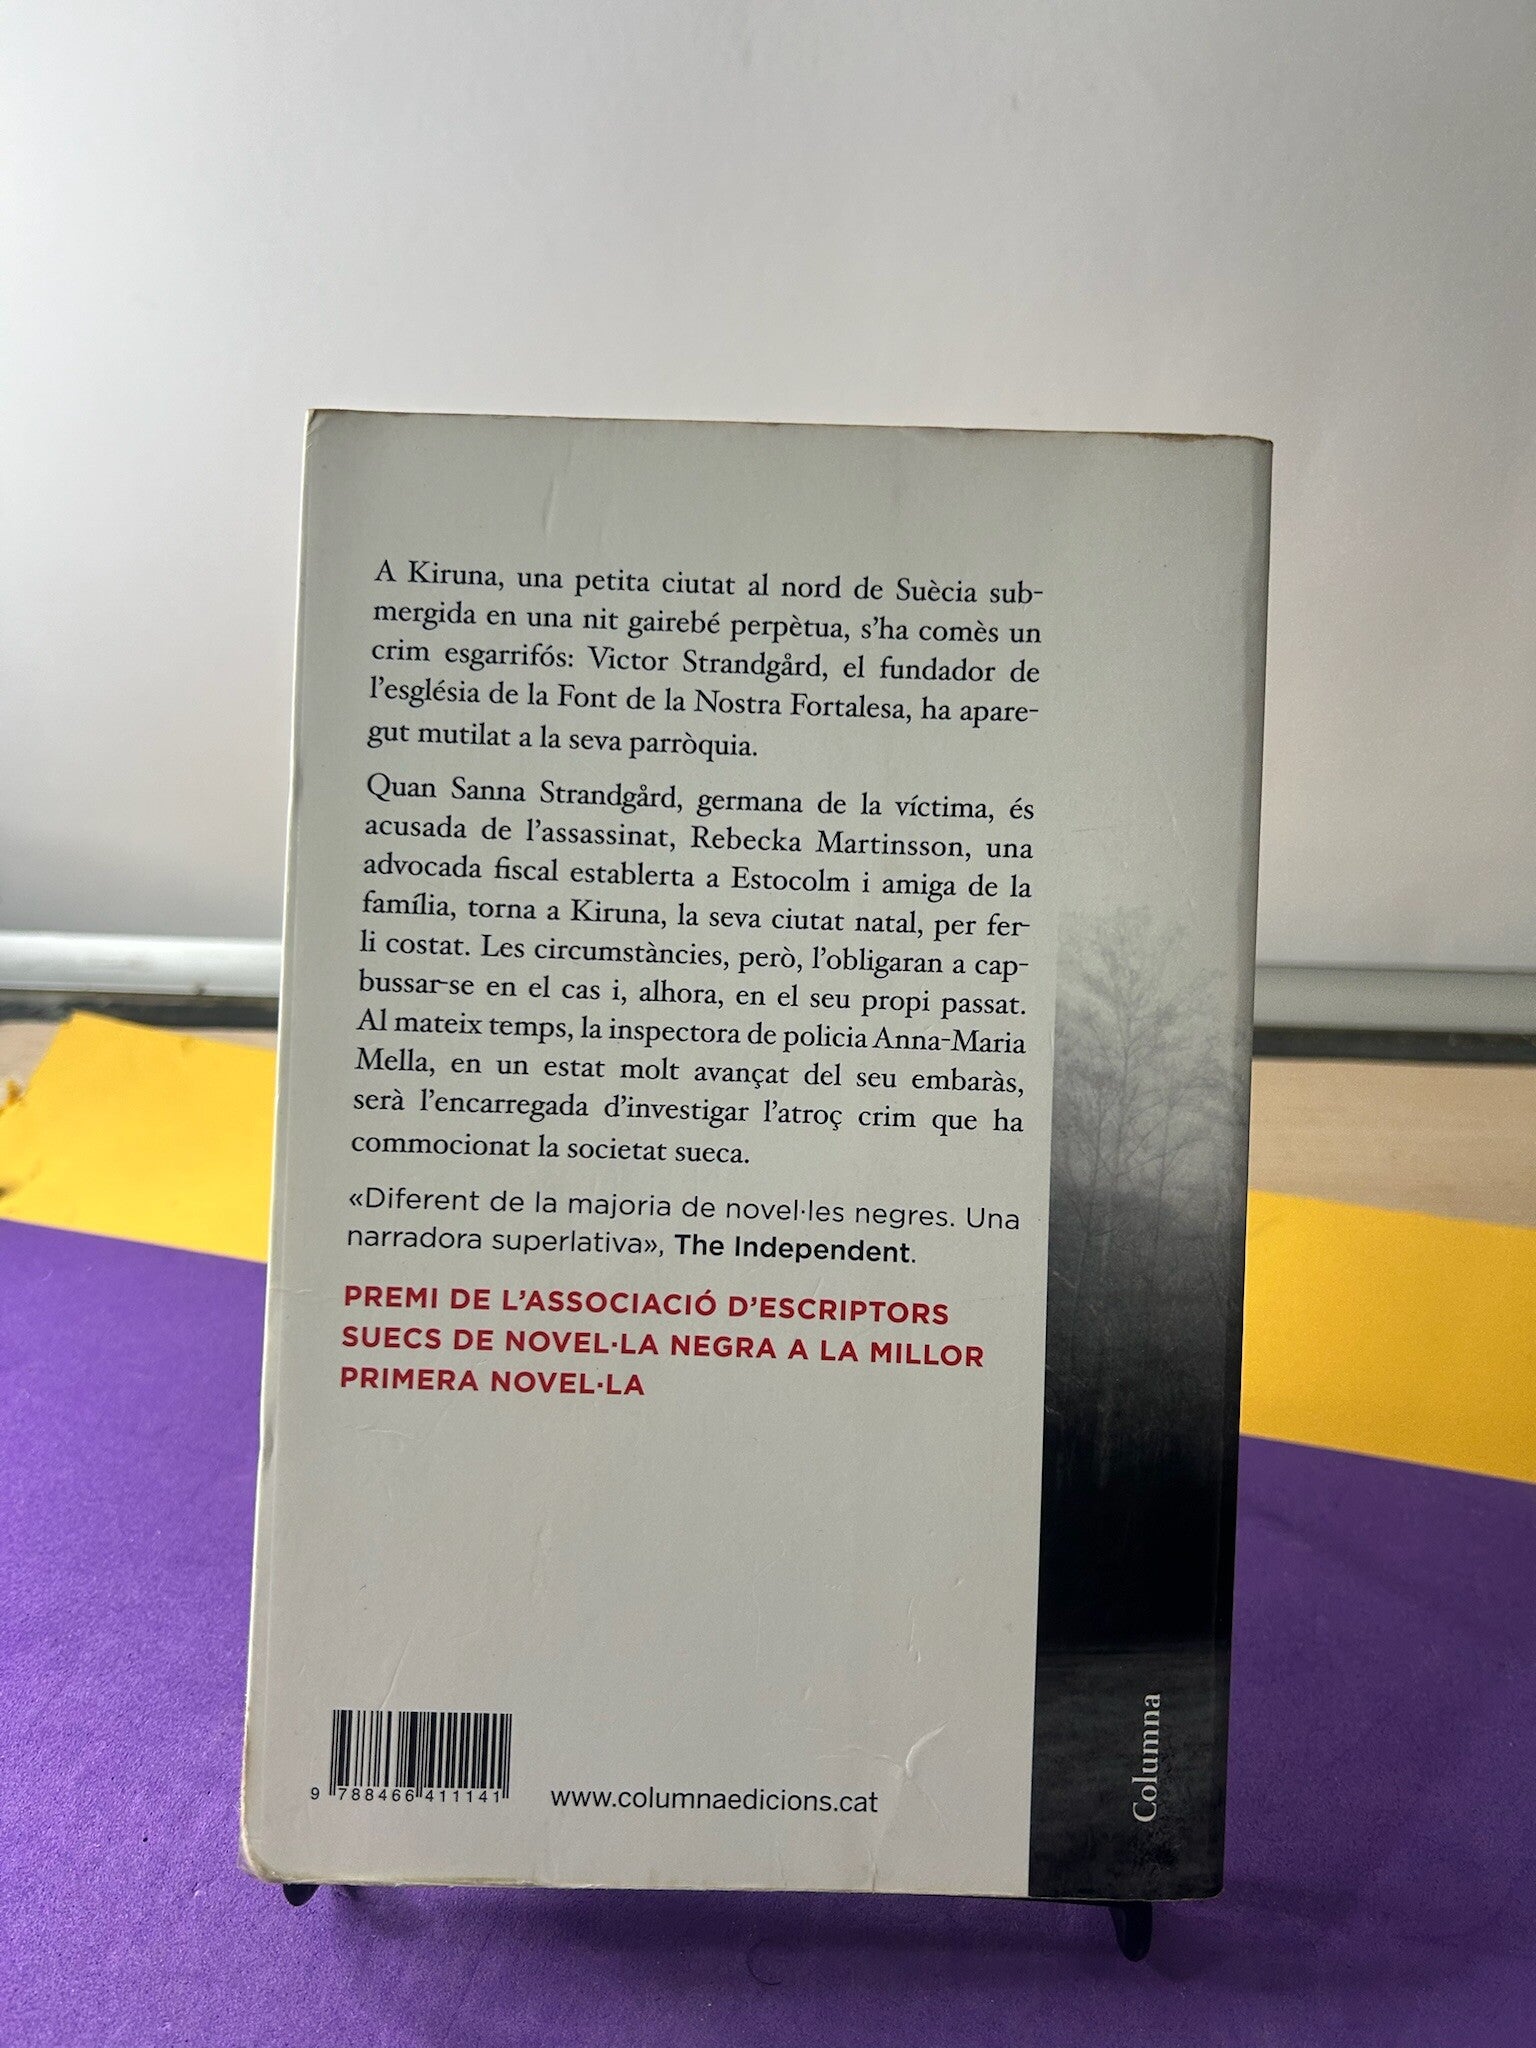 A Kiruna, una petita ciutat al nord de Suècia sub-
mergida en una nit gairebé perpètua, s'ha comès un
crim esgarrifós: Victor Strandgård, el fundador de
l'església de la Font de la Nostra Fortalesa, ha apare-
gut mutilat a la seva parròquia.
Quan Sanna Strandgård, germana de la víctima, és
acusada de l'assassinat, Rebecka Martinsson, una
advocada fiscal establerta a Estocolm i amiga de la
família, torna a Kiruna, la seva ciutat natal, per fer-
li costat. Les circumstàncies, però, l'obligaran a cap-
bussar-se en el cas i, alhora, en el seu propi passat.
Al mateix temps, la inspectora de policia Anna-Maria
Mella, en un estat molt avançat del seu embaràs,
serà l'encarregada d'investigar l'atroç crim que ha
commocionat la societat sueca.
«Diferent de la majoria de novel·les negres. Una
narradora superlativa», The Independent.
PREMI DE L'ASSOCIACIÓ D'ESCRIPTORS
SUECS DE NOVEL·LA NEGRA A LA MILLOR
PRIMERA NOVEL·LA
9 788466 411141
www.columnaedicions.cat
Columna